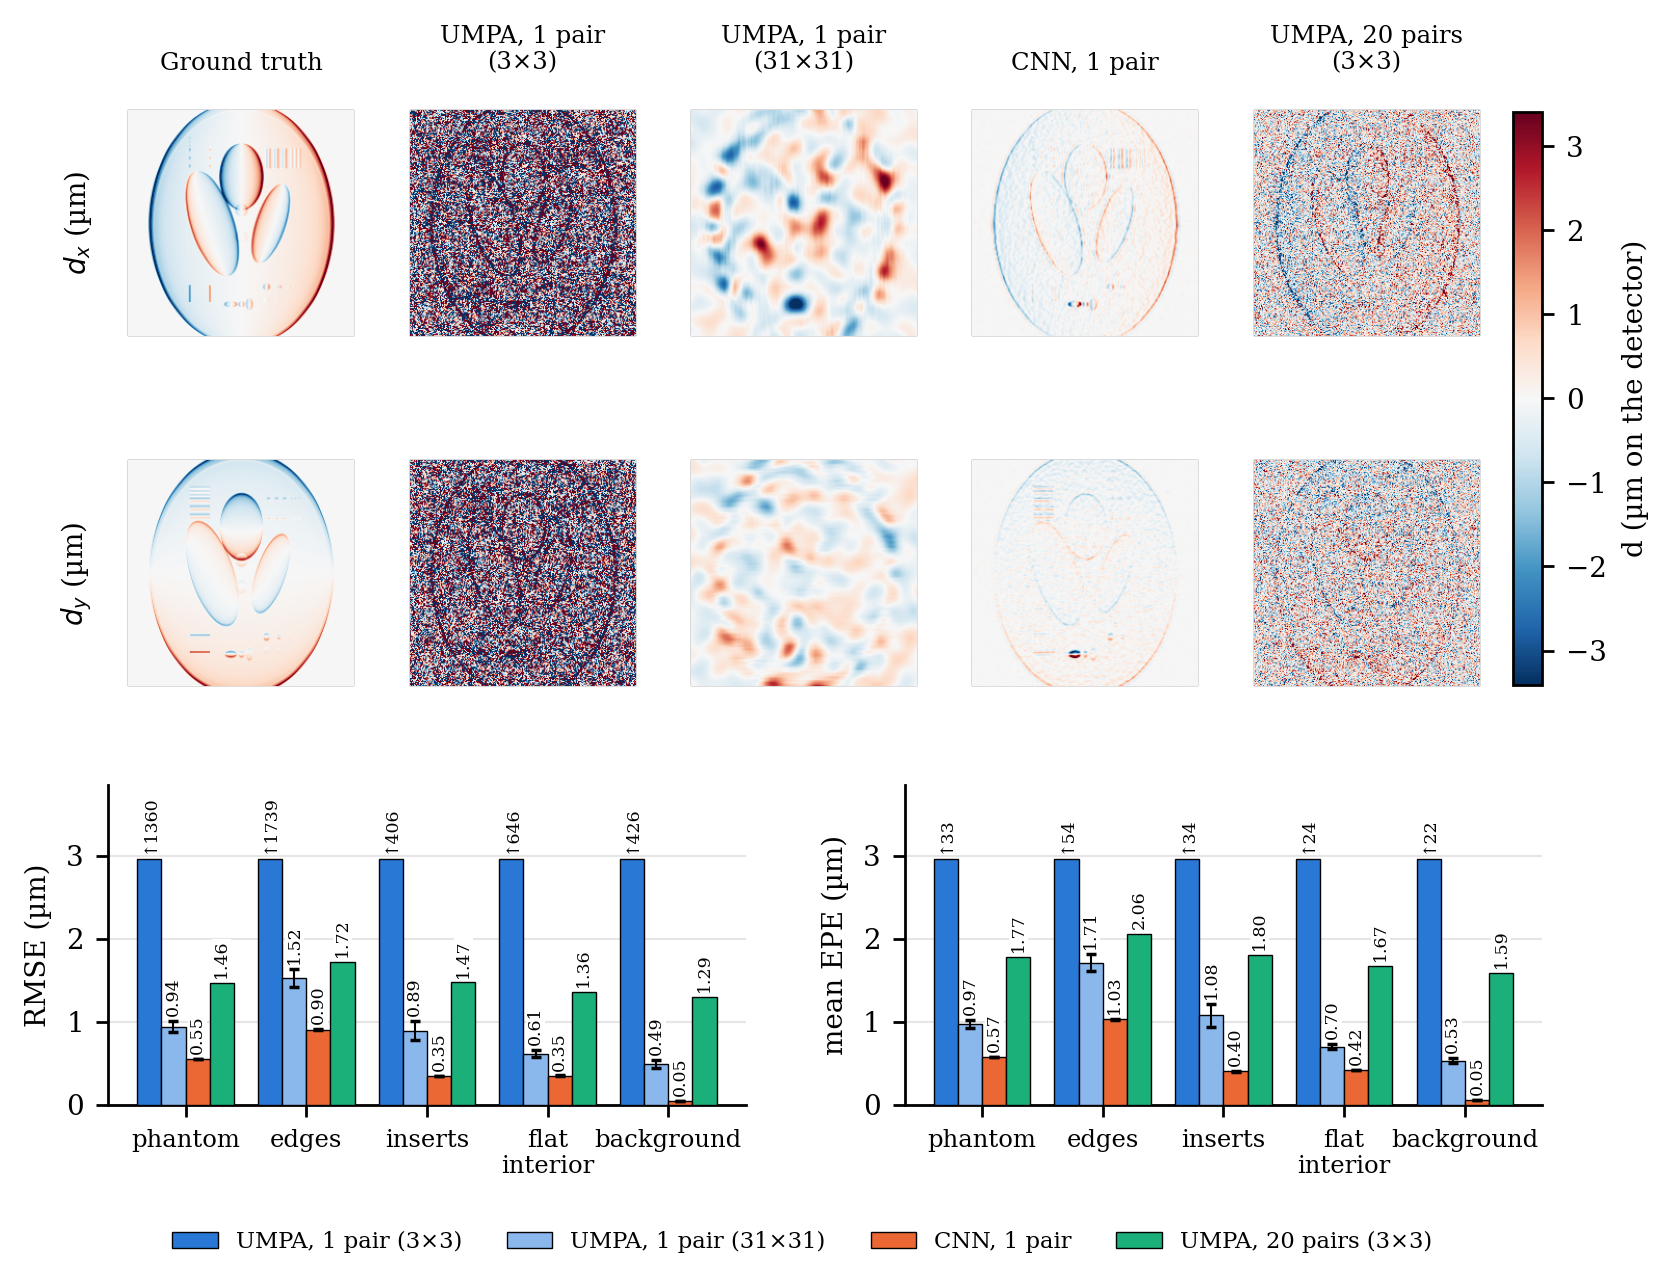 Ground truth
UMPA, 1 pair
(3×3)
UMPA, 1 pair
(31×31)
CNN, 1 pair
UMPA, 20 pairs
(3×3)
dx (μm)
3
2
1
0
−1
−2
−3
d (μm on the detector)
dy (μm)
RMSE (μm)
3
2
1
0
↑1360
0.94
0.55
1.46
↑1739
1.52
0.90
1.72
↑406
0.89
0.35
1.47
↑646
0.61
0.35
1.36
↑426
0.49
0.05
1.29
phantom
edges
inserts
flat
interior
background
mean EPE (μm)
3
2
1
0
↑33
0.97
0.57
1.77
↑54
1.71
1.03
2.06
↑34
1.08
0.40
1.80
↑24
0.70
0.42
1.67
↑22
0.53
0.05
1.59
phantom
edges
inserts
flat
interior
background
UMPA, 1 pair (3×3)
UMPA, 1 pair (31×31)
CNN, 1 pair
UMPA, 20 pairs (3×3)